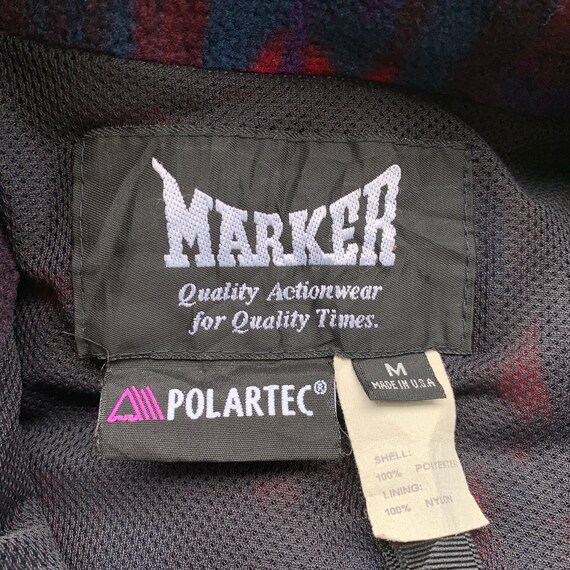 MARKER
Quality Actionwear
for Quality Times.
POLARTEC®
M
MADE IN U.S.A.
SHELL:
100% POLYESTER
LINING:
100% NYLON